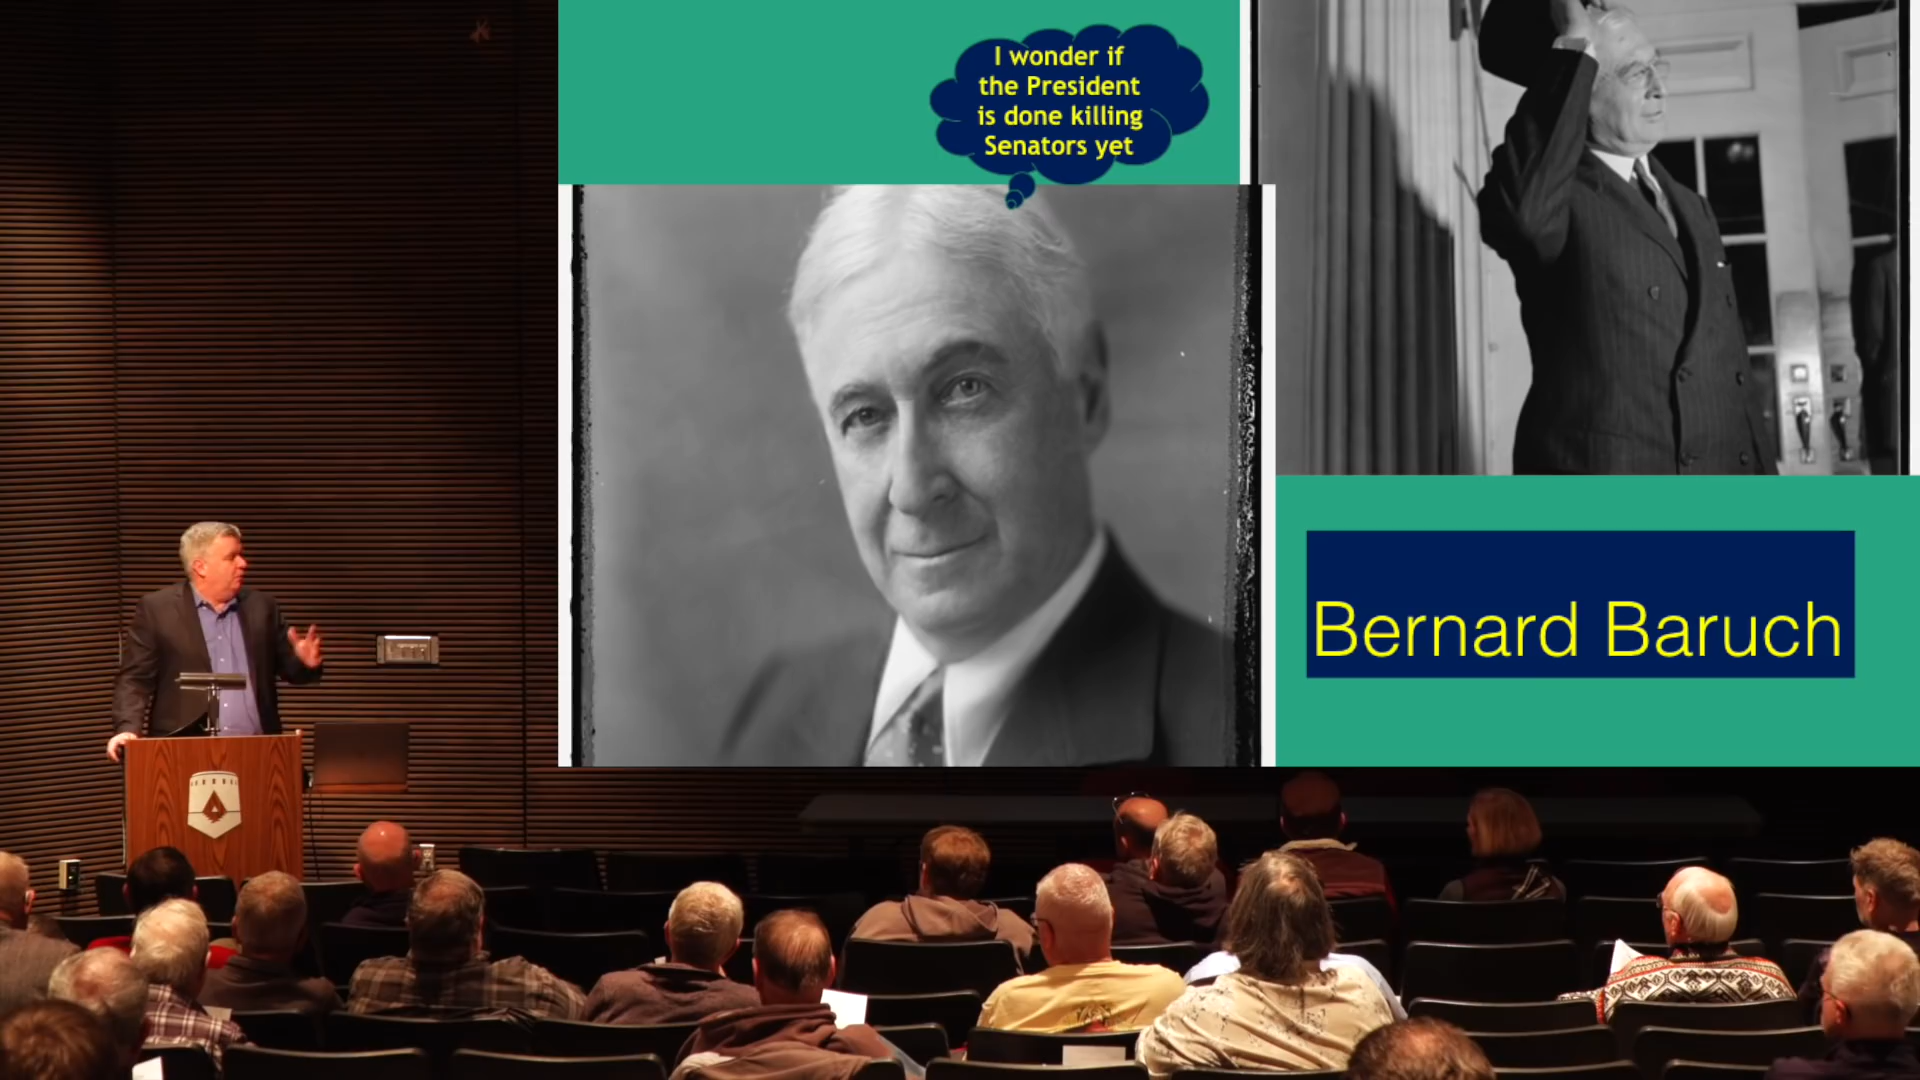 I wonder if
the President
is done killing
Senators yet
Bernard Baruch